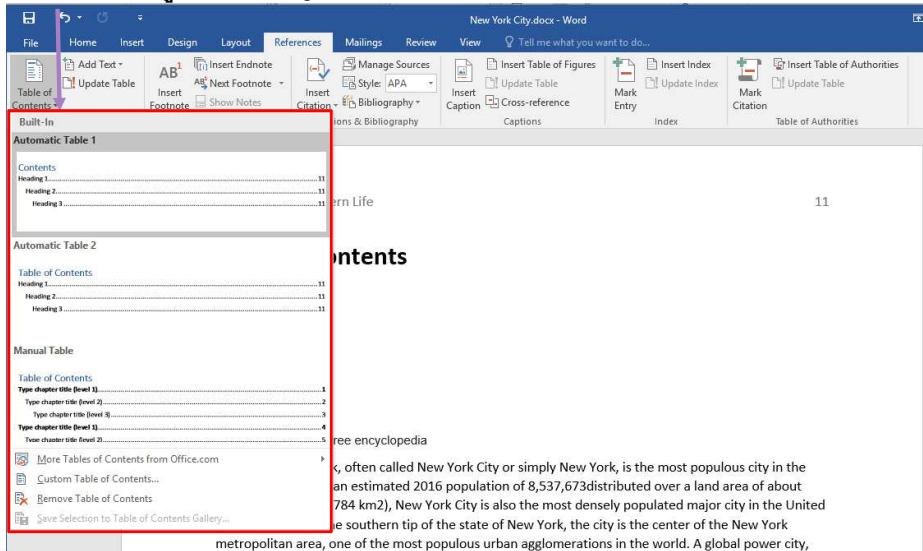 New York City.docx - Word
File Home Insert Design Layout References Mailings Review View Tell me what you want to do...
Table of Contents
Add Text
Update Table
AB1 Insert Footnote
Insert Endnote
AB Next Footnote
Show Notes
Insert Citation
Manage Sources
Style: APA
Bibliography
Insert Caption
Insert Table of Figures
Update Table
Cross-reference
Mark Entry
Insert Index
Update Index
Mark Citation
Insert Table of Authorities
Update Table
ions & Bibliography Captions Index Table of Authorities
Built-In
Automatic Table 1
Contents
Heading 1 11
Heading 2 11
Heading 3 11
Automatic Table 2
Table of Contents
Heading 1 11
Heading 2 11
Heading 3 11
Manual Table
Table of Contents
Type chapter title (level 1) 1
Type chapter title (level 2) 2
Type chapter title (level 3) 3
Type chapter title (level 1) 4
Type chapter title (level 2) 5
More Tables of Contents from Office.com
Custom Table of Contents...
Remove Table of Contents
Save Selection to Table of Contents Gallery...
ern Life 11
ontents
ree encyclopedia
k, often called New York City or simply New York, is the most populous city in the
an estimated 2016 population of 8,537,673distributed over a land area of about
784 km2), New York City is also the most densely populated major city in the United
e southern tip of the state of New York, the city is the center of the New York
metropolitan area, one of the most populous urban agglomerations in the world. A global power city,